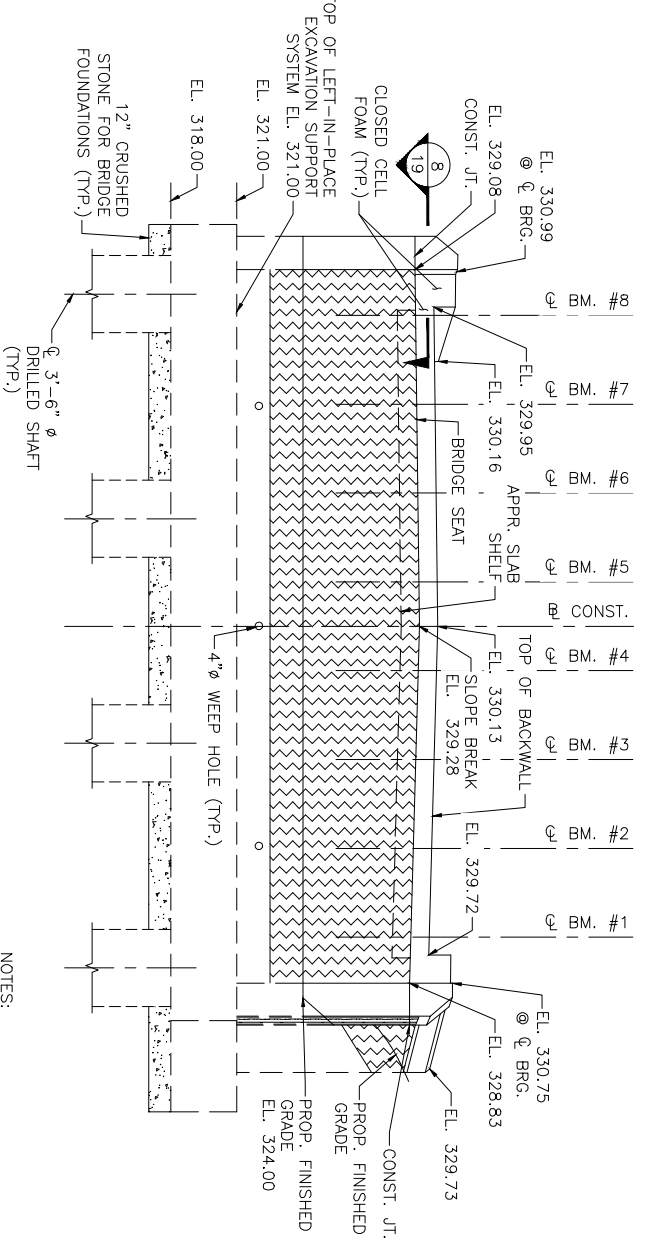 EL. 330.99
@ ℄ BRG.
EL. 329.08
CONST. JT.
CLOSED CELL
FOAM (TYP.)
OP OF LEFT-IN-PLACE
EXCAVATION SUPPORT
SYSTEM EL. 321.00
EL. 321.00
EL. 318.00
12" CRUSHED
STONE FOR BRIDGE
FOUNDATIONS (TYP.)
8
19
℄ BM. #8
℄ BM. #7
℄ BM. #6
℄ BM. #5
B CONST.
℄ BM. #4
℄ BM. #3
℄ BM. #2
℄ BM. #1
EL. 329.95
EL. 330.16
BRIDGE SEAT
APPR. SLAB
SHELF
TOP OF BACKWALL
EL. 330.13
SLOPE BREAK
EL. 329.28
EL. 329.72
EL. 330.75
@ ℄ BRG.
EL. 328.83
EL. 329.73
CONST. JT.
PROP. FINISHED
GRADE
PROP. FINISHED
GRADE
EL. 324.00
4"ø WEEP HOLE (TYP.)
℄ 3'-6" ø
DRILLED SHAFT
(TYP.)
NOTES: